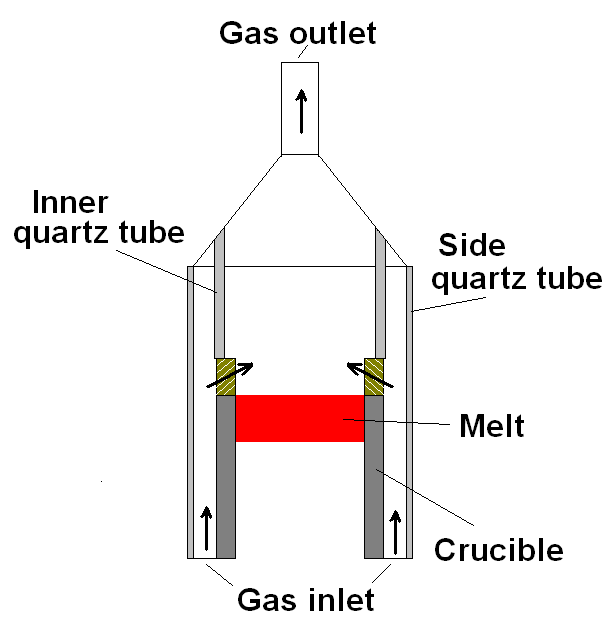 Gas outlet
Inner
quartz tube
Side
quartz tube
Melt
Crucible
Gas inlet